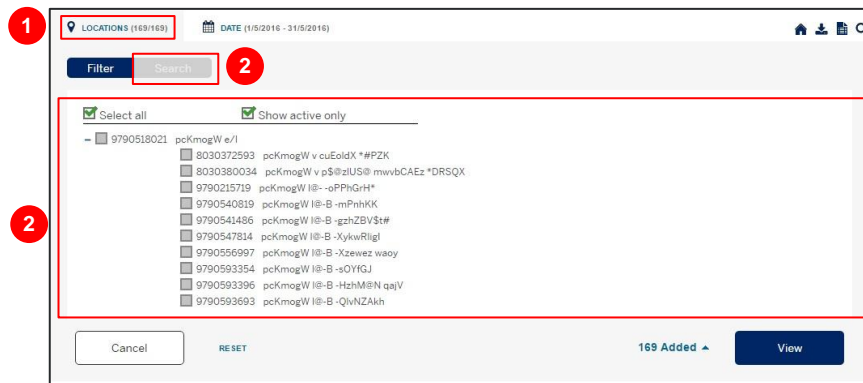 1
LOCATIONS (169/169) DATE (1/5/2016 - 31/5/2016)
Filter Search 2
Select all Show active only
9790518021 pcKmogW e/l
8030372593 pcKmogW v cuEoldX *#PZK
8030380034 pcKmogW v p$@zlUS@ mwvbCAEz *DRSQX
9790215719 pcKmogW l@- -oPPhGrH*
9790540819 pcKmogW l@-B -mPnhKK
9790541486 pcKmogW l@-B -gzhZBV$t#
2
9790547814 pcKmogW l@-B -XykwRligl
9790556997 pcKmogW l@-B -Xzewez waoy
9790593354 pcKmogW l@-B -sOYfGJ
9790593396 pcKmogW l@-B -HzhM@N qajV
9790593693 pcKmogW l@-B -QlvNZAkh
Cancel RESET 169 Added View